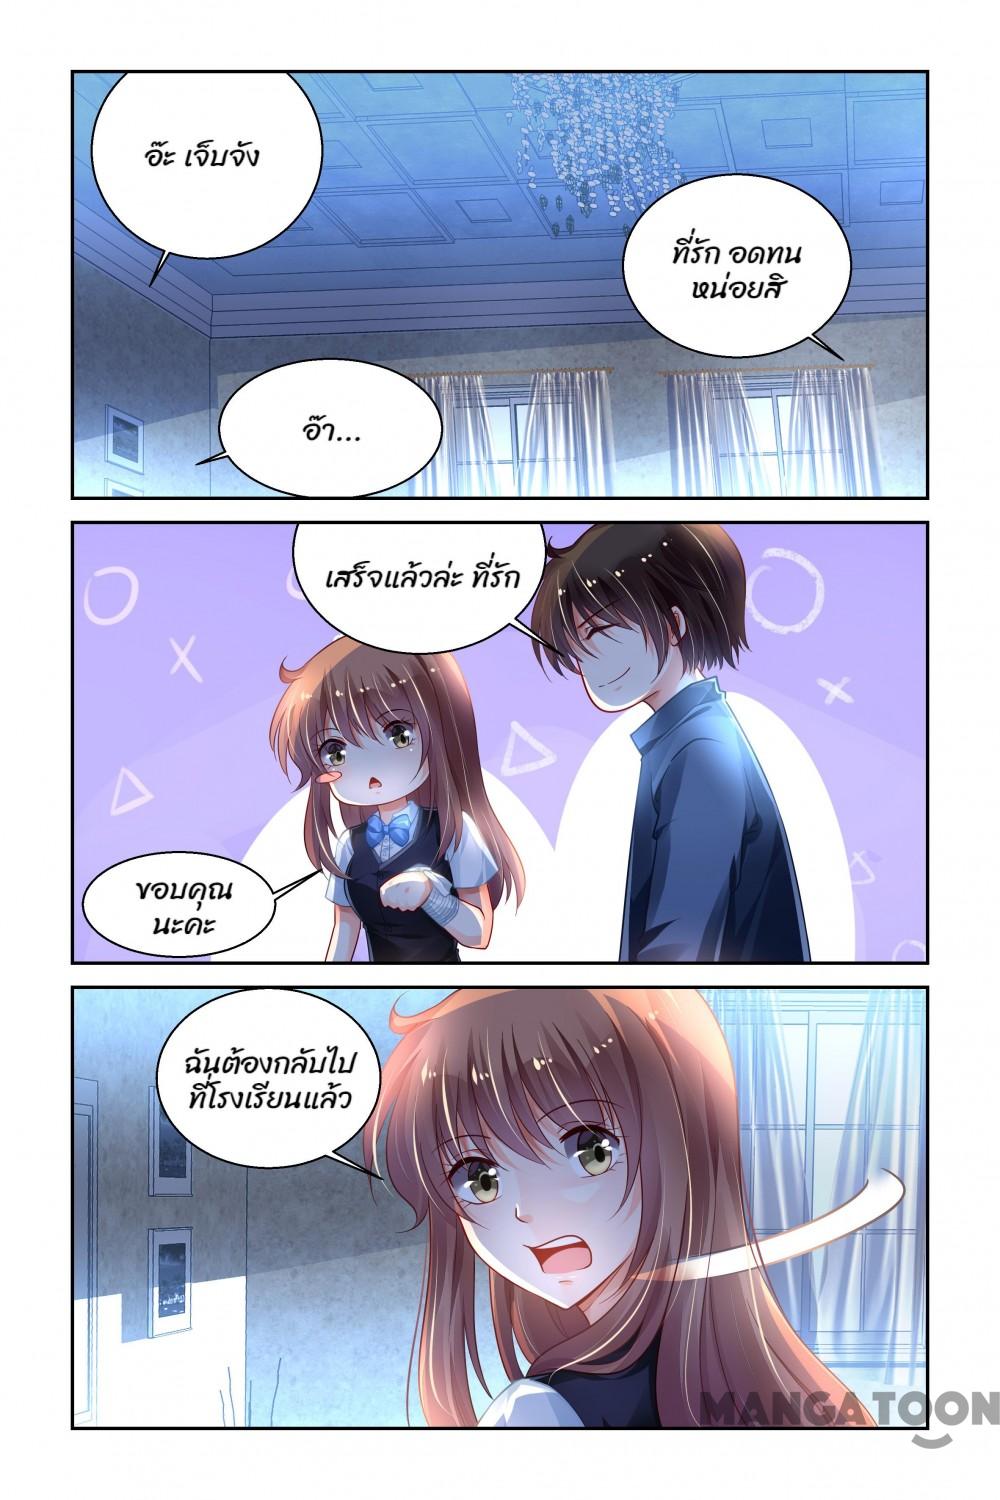 อ๊ะ เจ็บจัง
ที่รัก อดทน
หน่อยสิ
อ๊า...
เสร็จแล้วล่ะ ที่รัก
ขอบคุณ
นะคะ
ฉันต้องกลับไป
ที่โรงเรียนแล้ว
MANGATOON